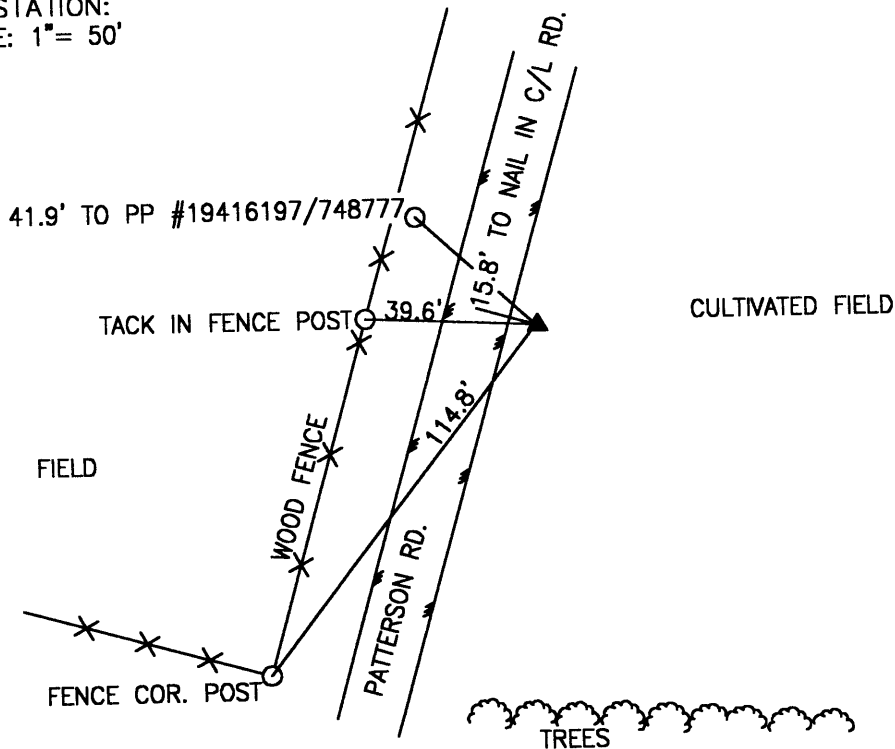 STATION:
E: 1"= 50'
15.8' TO NAIL IN C/L RD.
41.9' TO PP #19416197/748777
39.6'
TACK IN FENCE POST
CULTIVATED FIELD
114.8'
WOOD FENCE
FIELD
PATTERSON RD.
FENCE COR. POST
TREES